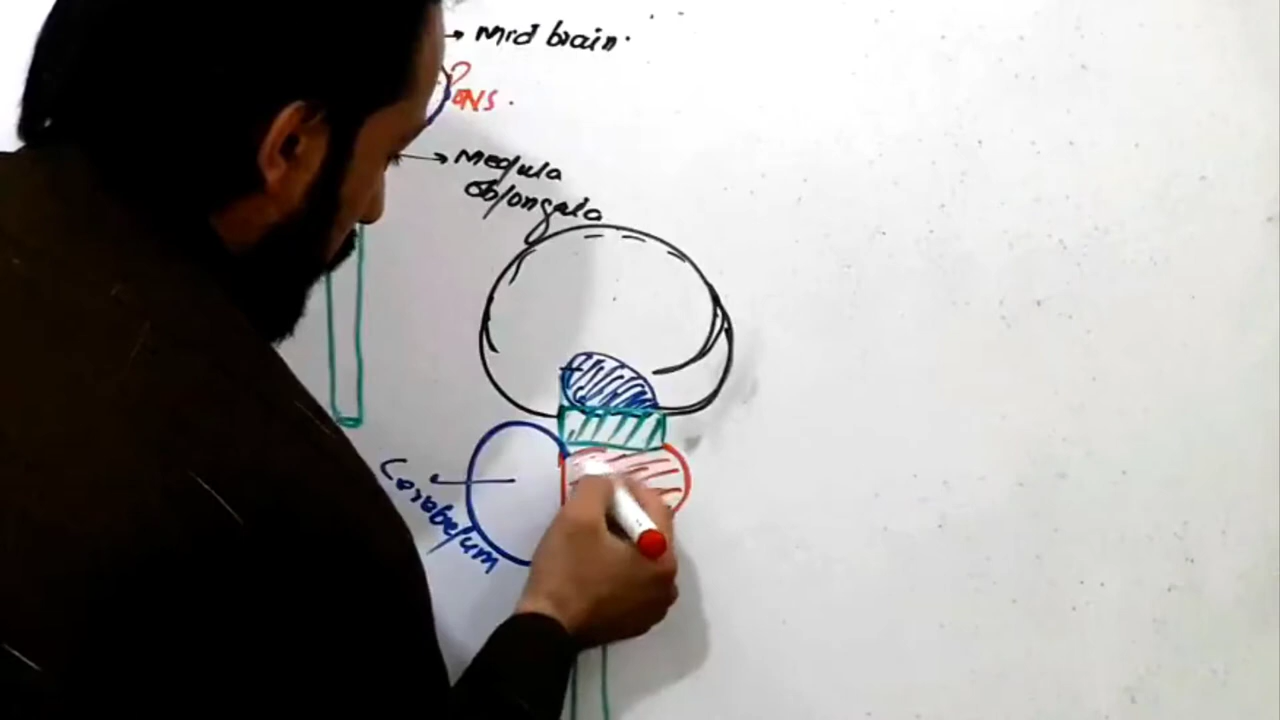 Mid brain.
Pons.
Medula
oblongata
Cerebelum